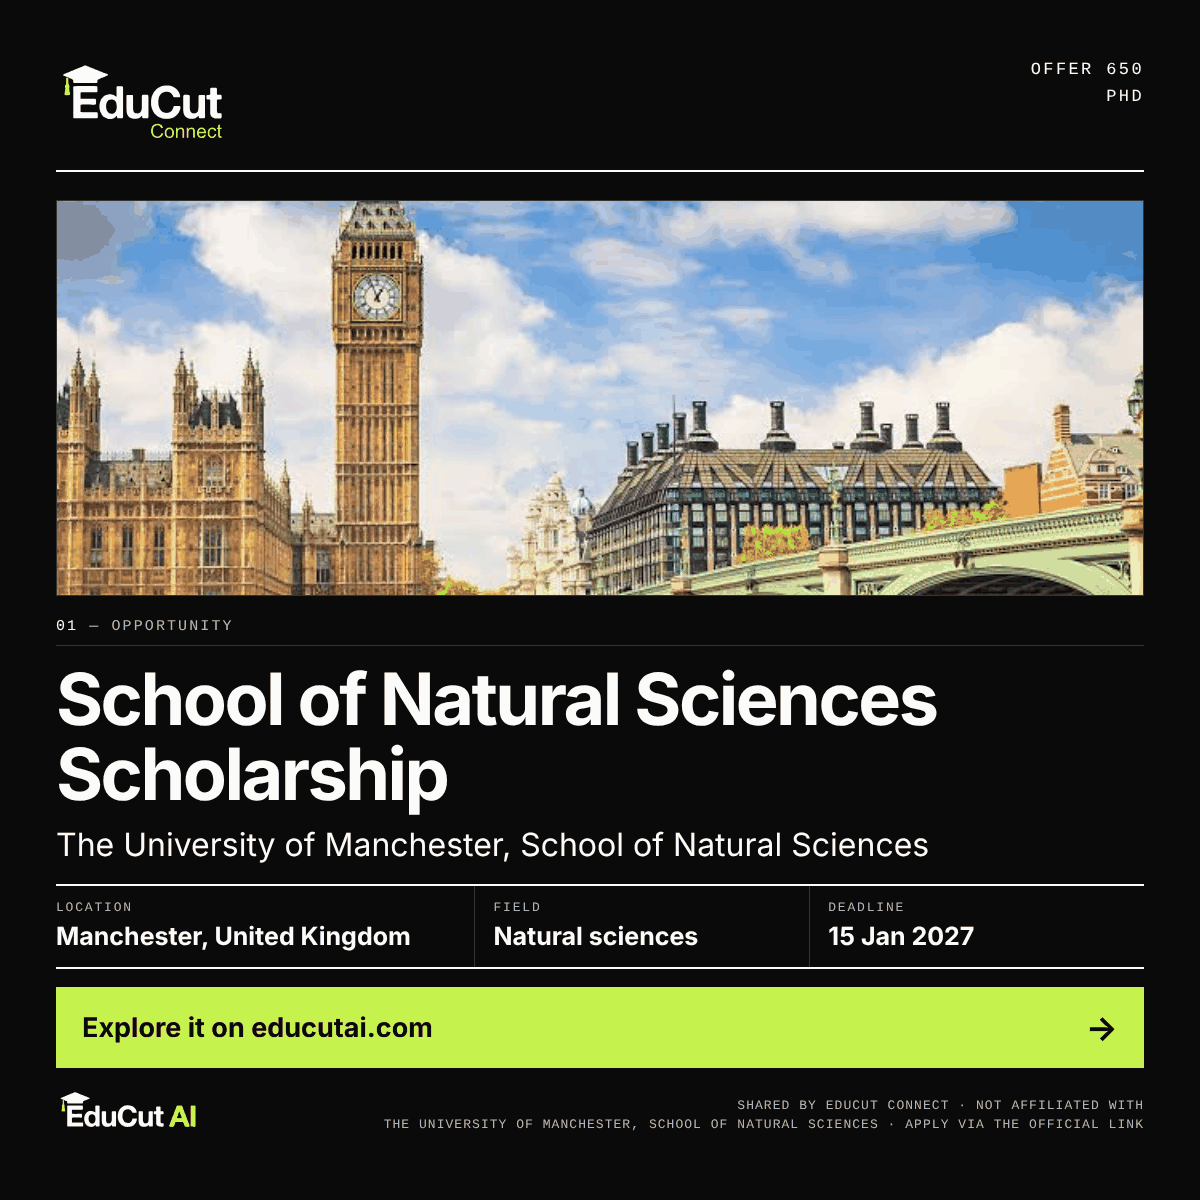 EduCut
Connect
OFFER 650
PHD
01 — OPPORTUNITY
School of Natural Sciences
Scholarship
The University of Manchester, School of Natural Sciences
LOCATION
Manchester, United Kingdom
FIELD
Natural sciences
DEADLINE
15 Jan 2027
Explore it on educutai.com →
EduCut AI
SHARED BY EDUCUT CONNECT · NOT AFFILIATED WITH
THE UNIVERSITY OF MANCHESTER, SCHOOL OF NATURAL SCIENCES · APPLY VIA THE OFFICIAL LINK